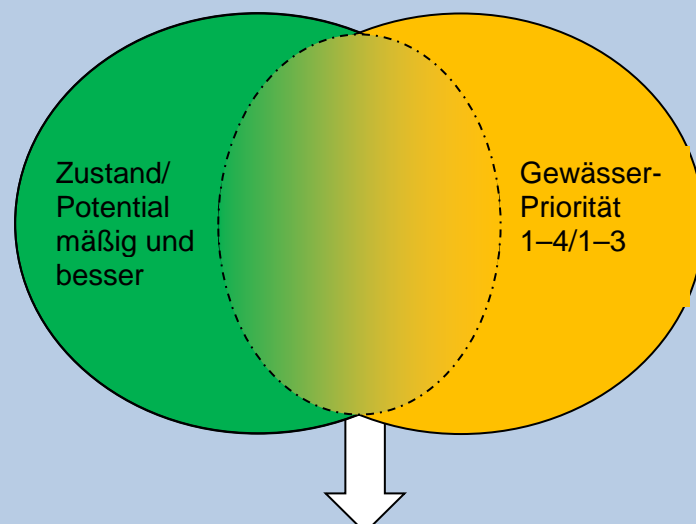 Zustand/
Potential
mäßig und
besser
Gewässer-
Priorität
1–4/1–3